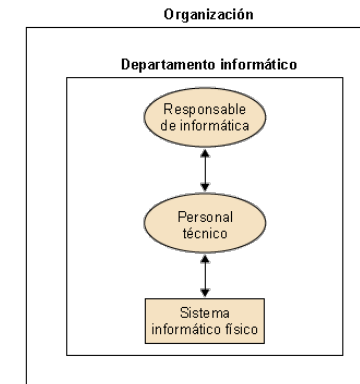 Organización
Departamento informático
Responsable
de informática
Personal
técnico
Sistema
informático físico